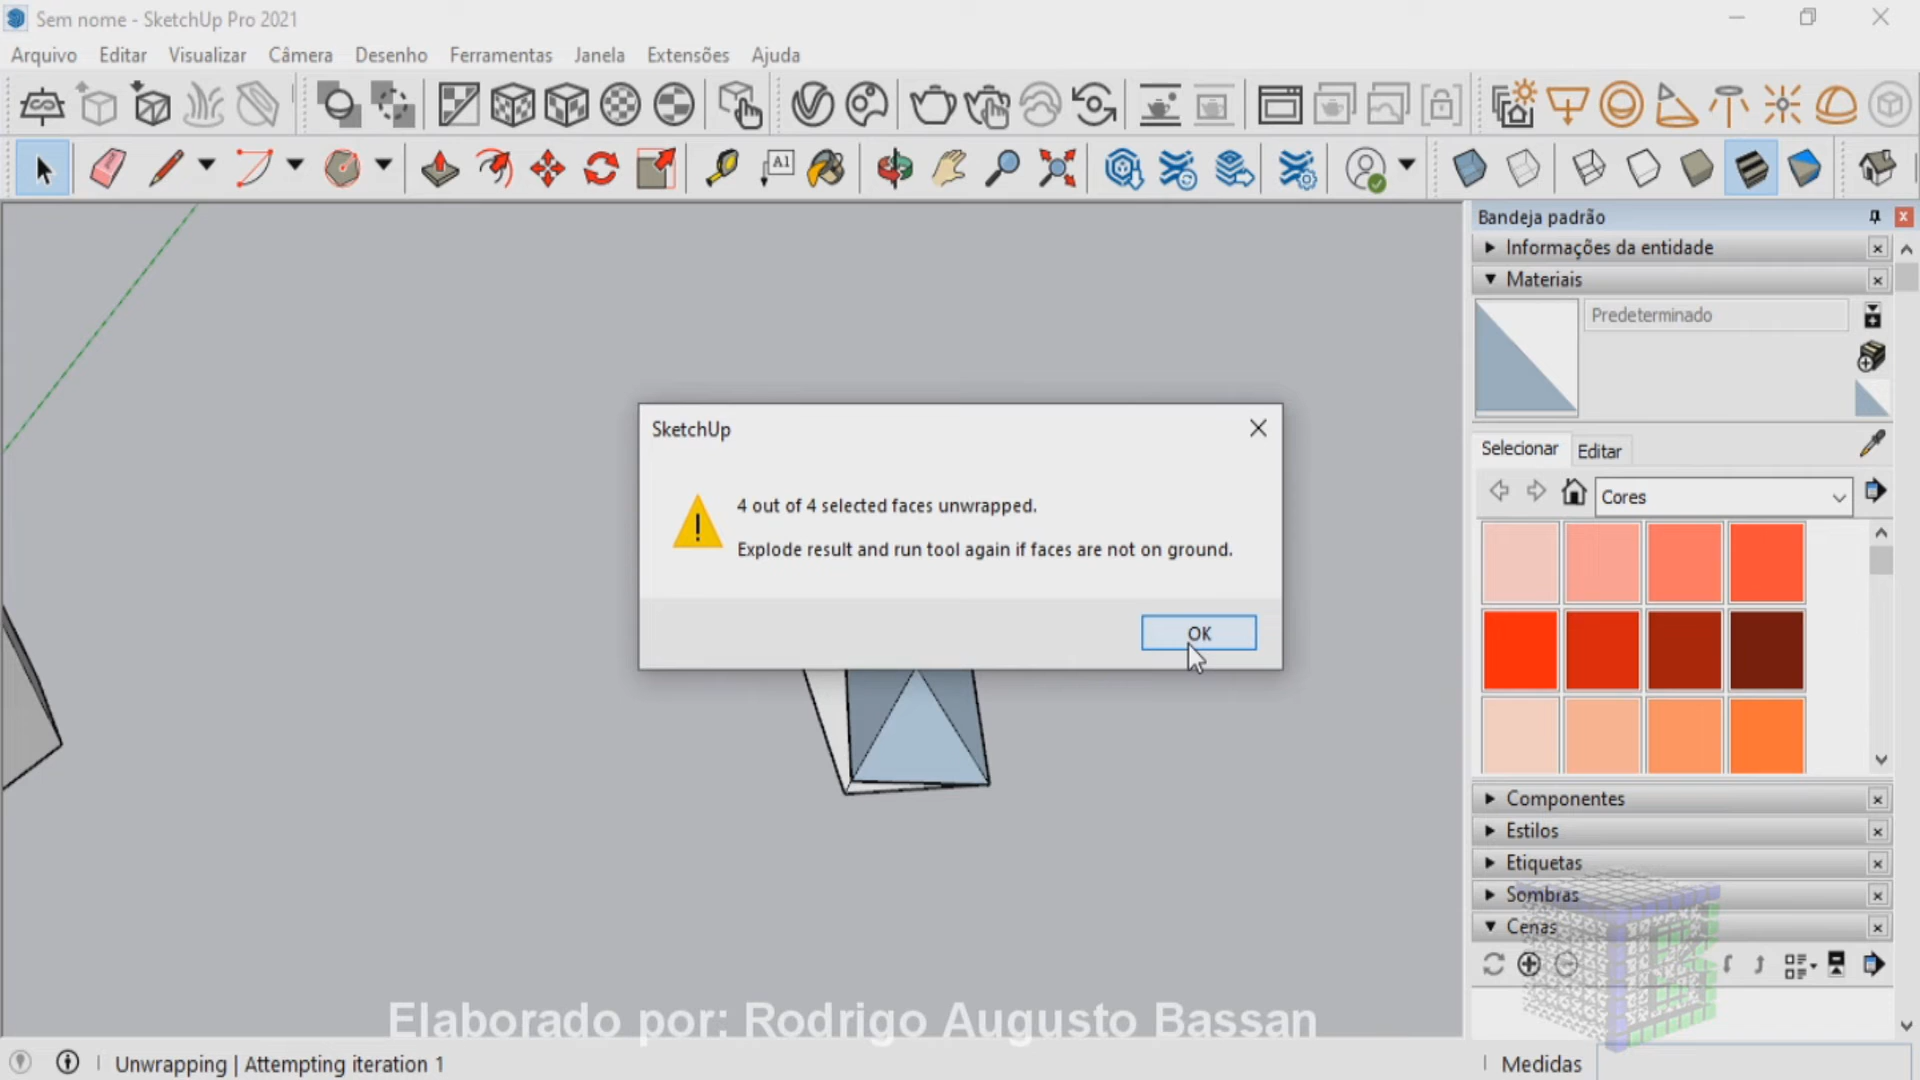 Sem nome - SketchUp Pro 2021
Arquivo Editar Visualizar Câmera Desenho Ferramentas Janela Extensões Ajuda
A1
Bandeja padrão
Informações da entidade
Materiais
Predeterminado
Selecionar Editar
Cores
SketchUp
4 out of 4 selected faces unwrapped.
Explode result and run tool again if faces are not on ground.
OK
Componentes
Estilos
Etiquetas
Sombras
Cenas
Elaborado por: Rodrigo Augusto Bassan
Unwrapping | Attempting iteration 1
Medidas